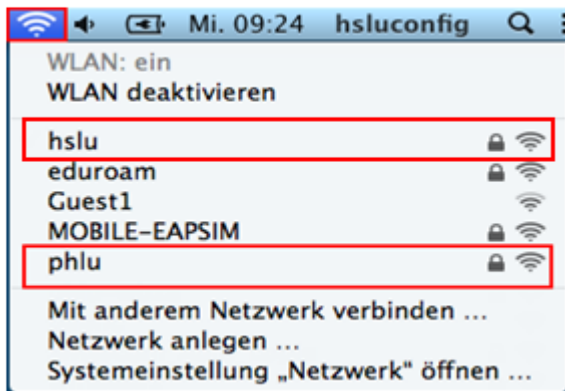 Mi. 09:24 hsluconfig
WLAN: ein
WLAN deaktivieren
hslu
eduroam
Guest1
MOBILE-EAPSIM
phlu
Mit anderem Netzwerk verbinden ...
Netzwerk anlegen ...
Systemeinstellung „Netzwerk" öffnen ...